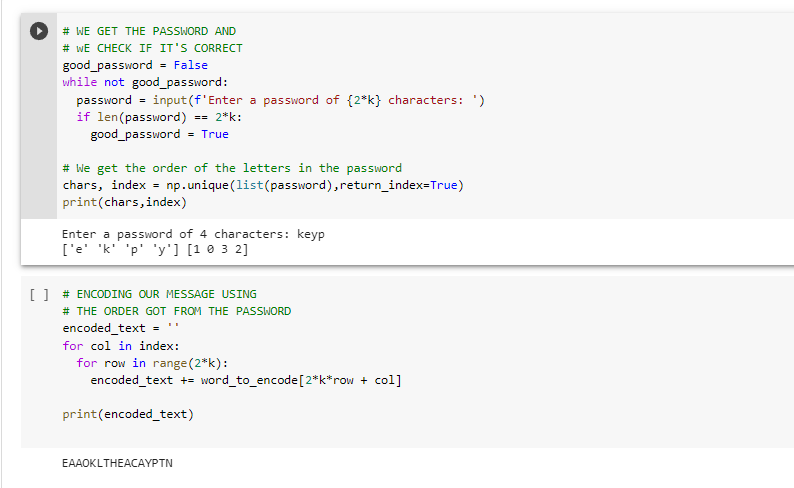 # WE GET THE PASSWORD AND
# wE CHECK IF IT'S CORRECT
good_password = False
while not good_password:
  password = input(f'Enter a password of {2*k} characters: ')
  if len(password) == 2*k:
    good_password = True

# We get the order of the letters in the password
chars, index = np.unique(list(password),return_index=True)
print(chars,index)
Enter a password of 4 characters: keyp
['e' 'k' 'p' 'y'] [1 0 3 2]
[ ] # ENCODING OUR MESSAGE USING
# THE ORDER GOT FROM THE PASSWORD
encoded_text = ''
for col in index:
  for row in range(2*k):
    encoded_text += word_to_encode[2*k*row + col]

print(encoded_text)
EAAOKLTHEACAYPTN